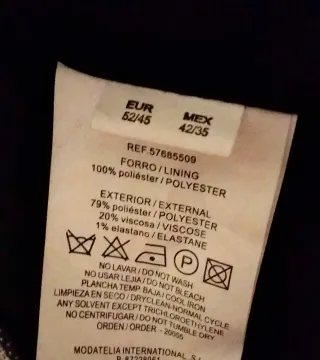 EUR MEX
52/45 42/35
REF.57685509
FORRO / LINING
100% poliéster / POLYESTER
EXTERIOR / EXTERNAL
79% poliéster / POLYESTER
20% viscosa / VISCOSE
1% elastano / ELASTANE
P
NO LAVAR / DO NOT WASH
NO USAR LEJIA / DO NOT BLEACH
PLANCHA TEMP. BAJA / COOL IRON
LIMPIEZA EN SECO / DRYCLEAN-NORMAL CYCLE
ANY SOLVENT EXCEPT TRICHLOROETHYLENE
NO CENTRIFUGAR / DO NOT TUMBLE DRY
ORDEN / ORDER - 20055
MODATELIA INTERNATIONAL